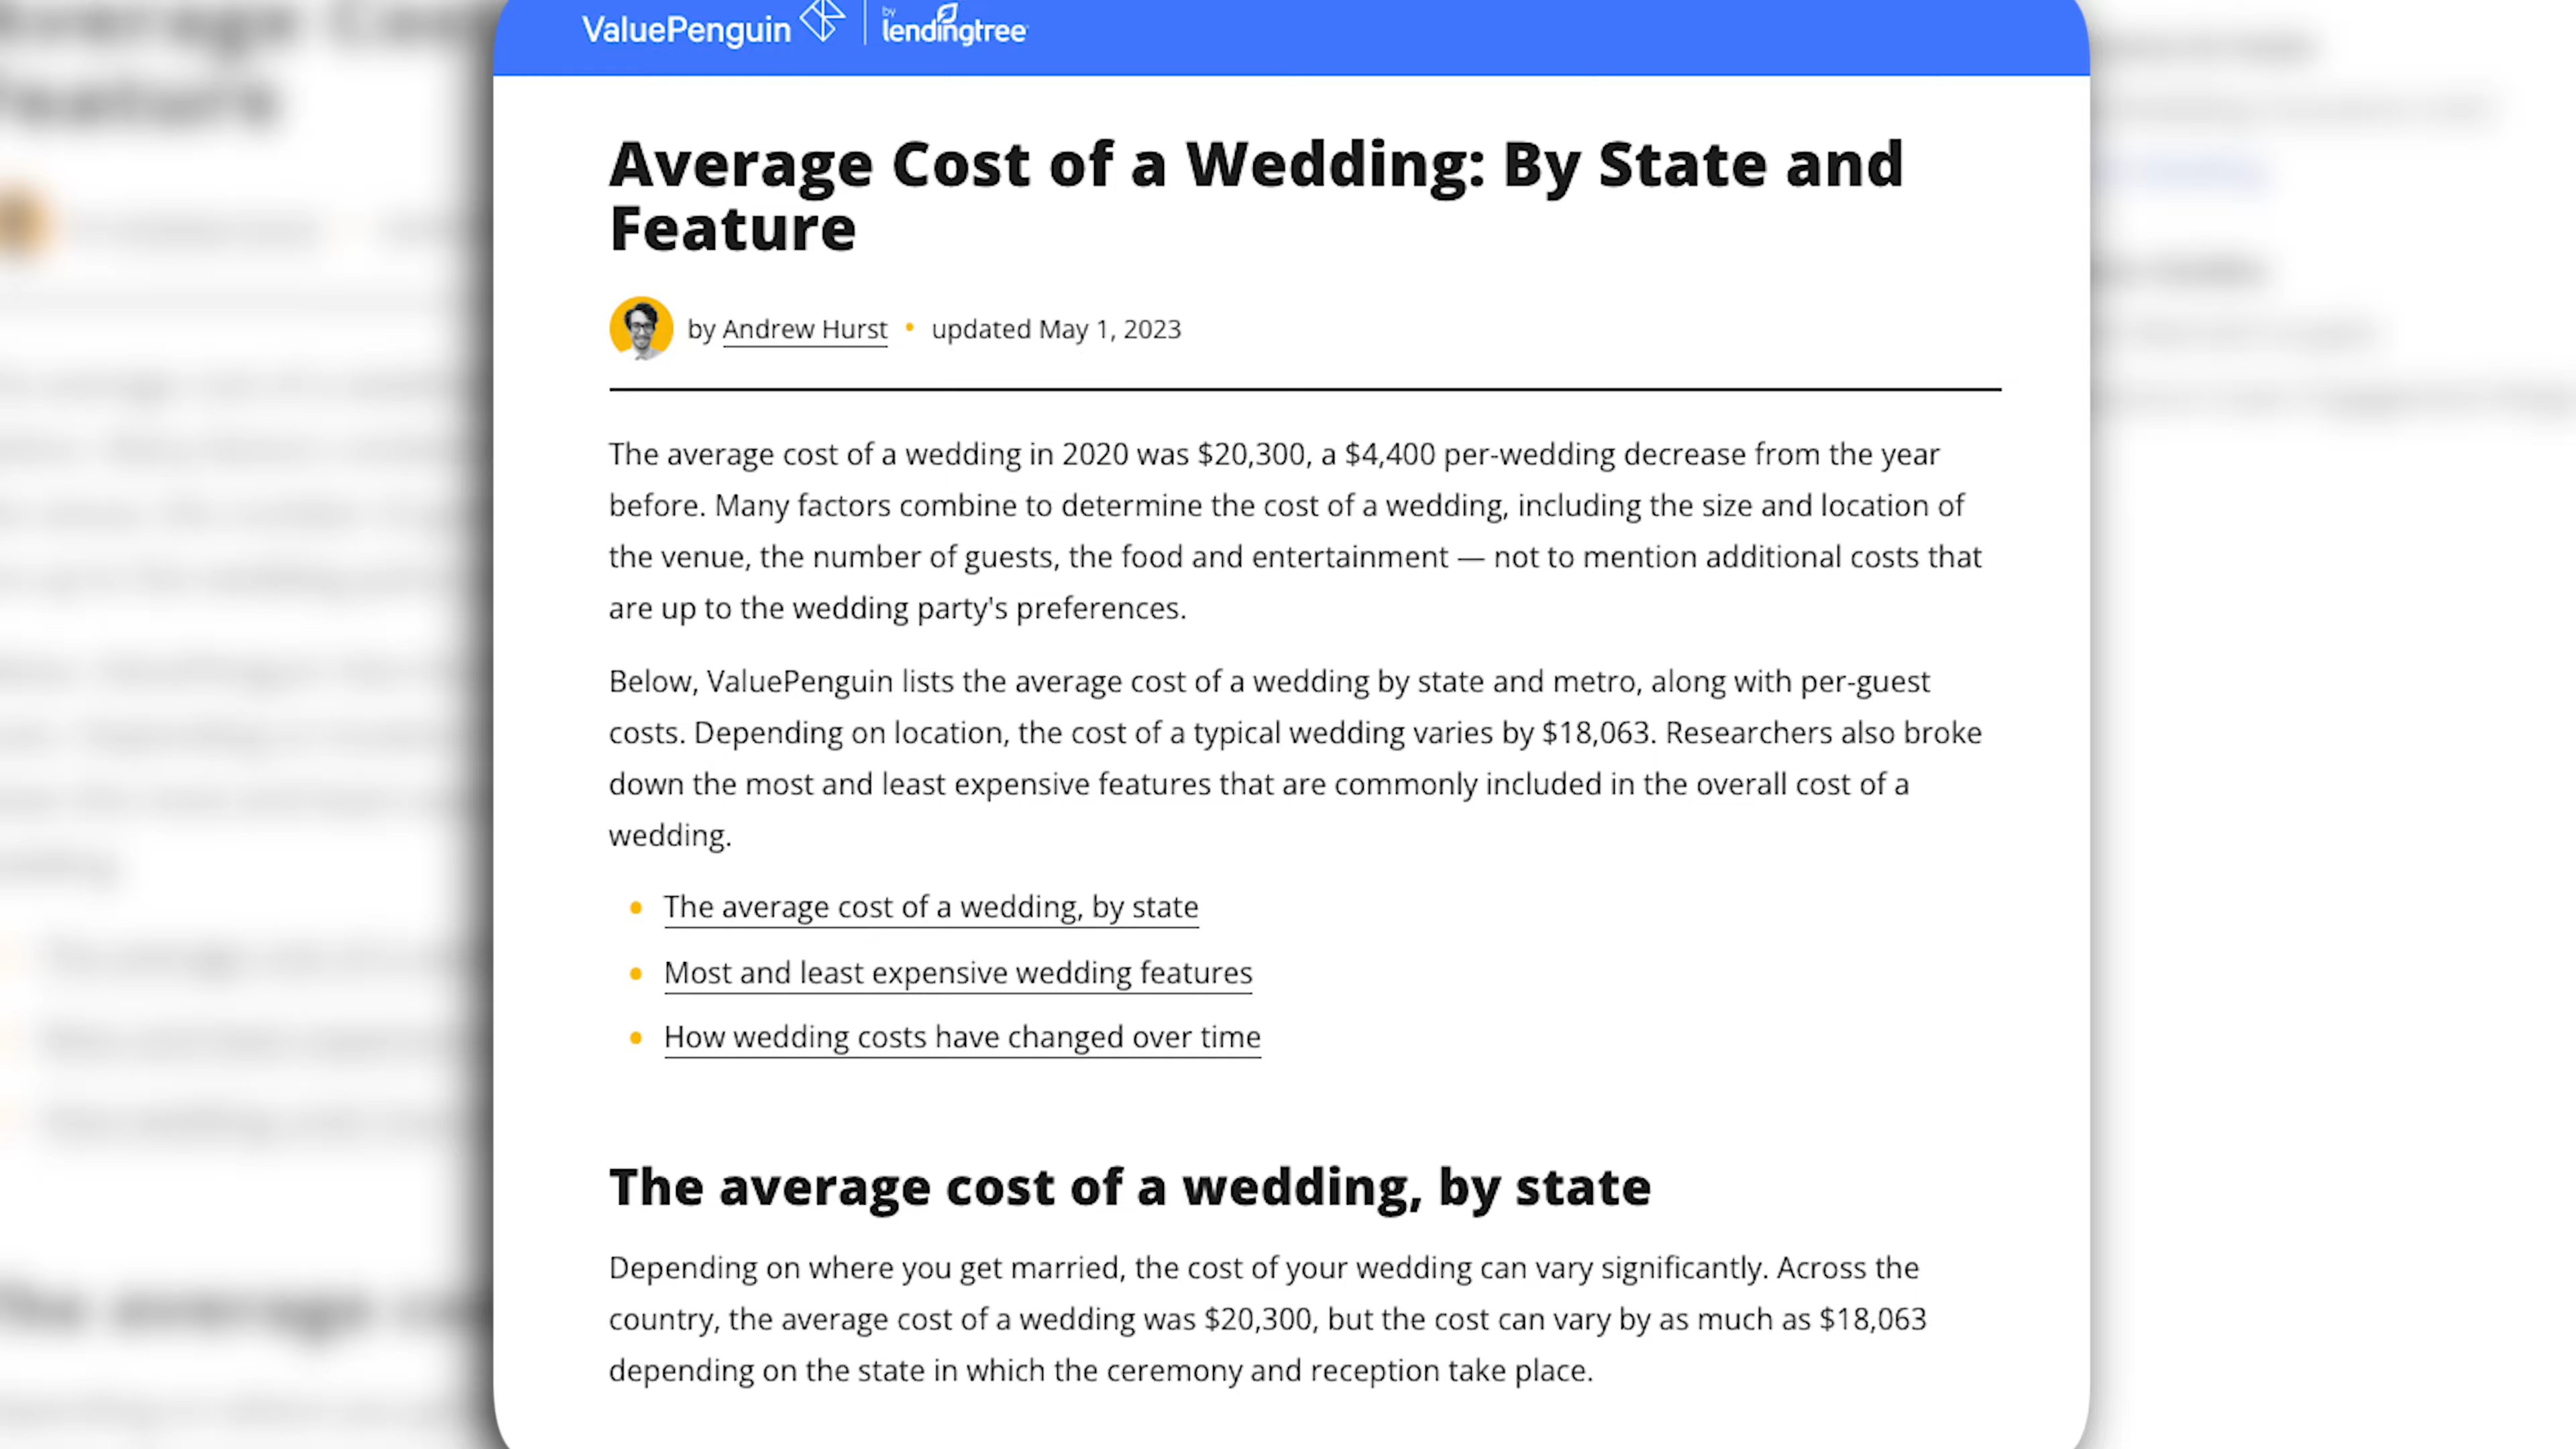 ValuePenguin by lendingtree
Average Cost of a Wedding: By State and
Feature
by Andrew Hurst • updated May 1, 2023
The average cost of a wedding in 2020 was $20,300, a $4,400 per-wedding decrease from the year
before. Many factors combine to determine the cost of a wedding, including the size and location of
the venue, the number of guests, the food and entertainment — not to mention additional costs that
are up to the wedding party's preferences.
Below, ValuePenguin lists the average cost of a wedding by state and metro, along with per-guest
costs. Depending on location, the cost of a typical wedding varies by $18,063. Researchers also broke
down the most and least expensive features that are commonly included in the overall cost of a
wedding.
• The average cost of a wedding, by state
• Most and least expensive wedding features
• How wedding costs have changed over time
The average cost of a wedding, by state
Depending on where you get married, the cost of your wedding can vary significantly. Across the
country, the average cost of a wedding was $20,300, but the cost can vary by as much as $18,063
depending on the state in which the ceremony and reception take place.